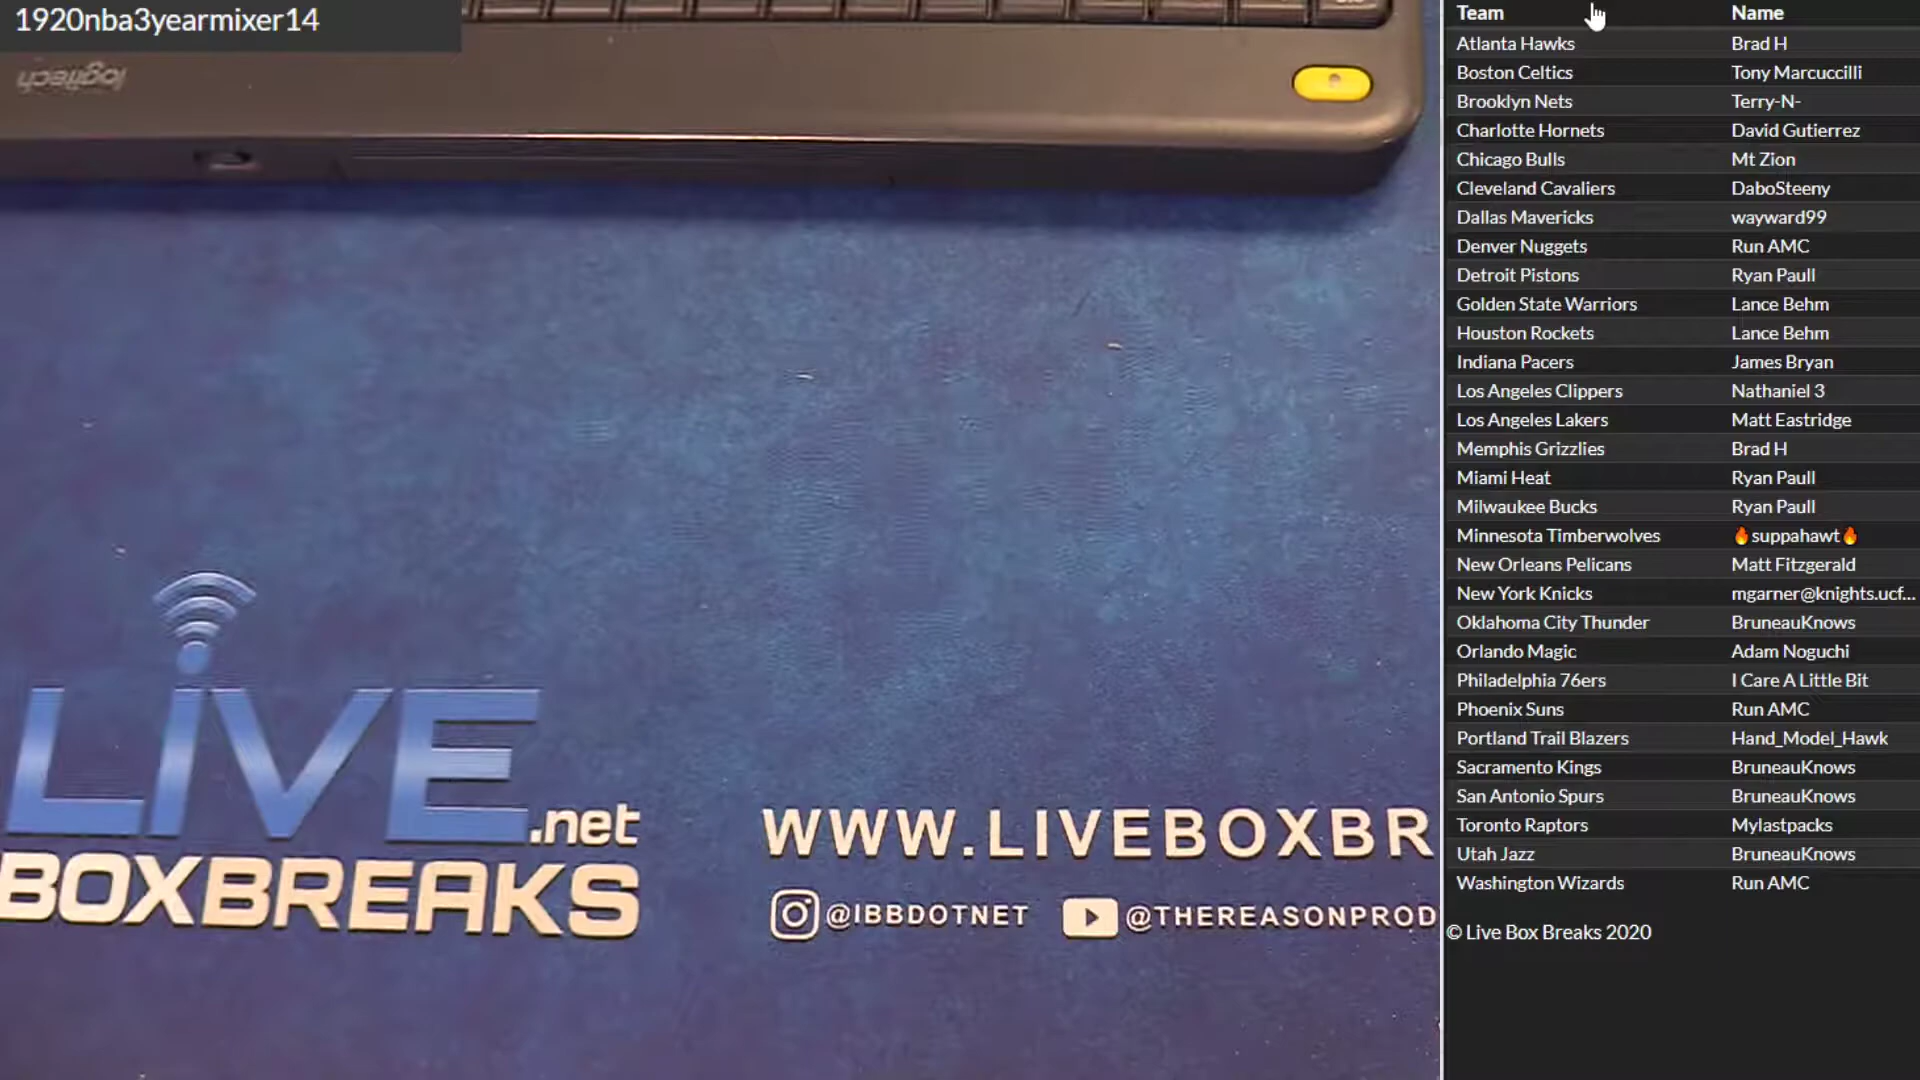 1920nba3yearmixer14
logitech
LIVE
.net
BOXBREAKS
WWW.LIVEBOXBR
@IBBDOTNET
@THEREASONPROD
Team Name
Atlanta Hawks Brad H
Boston Celtics Tony Marcuccilli
Brooklyn Nets Terry-N-
Charlotte Hornets David Gutierrez
Chicago Bulls Mt Zion
Cleveland Cavaliers DaboSteeny
Dallas Mavericks wayward99
Denver Nuggets Run AMC
Detroit Pistons Ryan Paull
Golden State Warriors Lance Behm
Houston Rockets Lance Behm
Indiana Pacers James Bryan
Los Angeles Clippers Nathaniel 3
Los Angeles Lakers Matt Eastridge
Memphis Grizzlies Brad H
Miami Heat Ryan Paull
Milwaukee Bucks Ryan Paull
Minnesota Timberwolves 🔥suppahawt🔥
New Orleans Pelicans Matt Fitzgerald
New York Knicks mgarner@knights.ucf...
Oklahoma City Thunder BruneauKnows
Orlando Magic Adam Noguchi
Philadelphia 76ers I Care A Little Bit
Phoenix Suns Run AMC
Portland Trail Blazers Hand_Model_Hawk
Sacramento Kings BruneauKnows
San Antonio Spurs BruneauKnows
Toronto Raptors Mylastpacks
Utah Jazz BruneauKnows
Washington Wizards Run AMC
© Live Box Breaks 2020